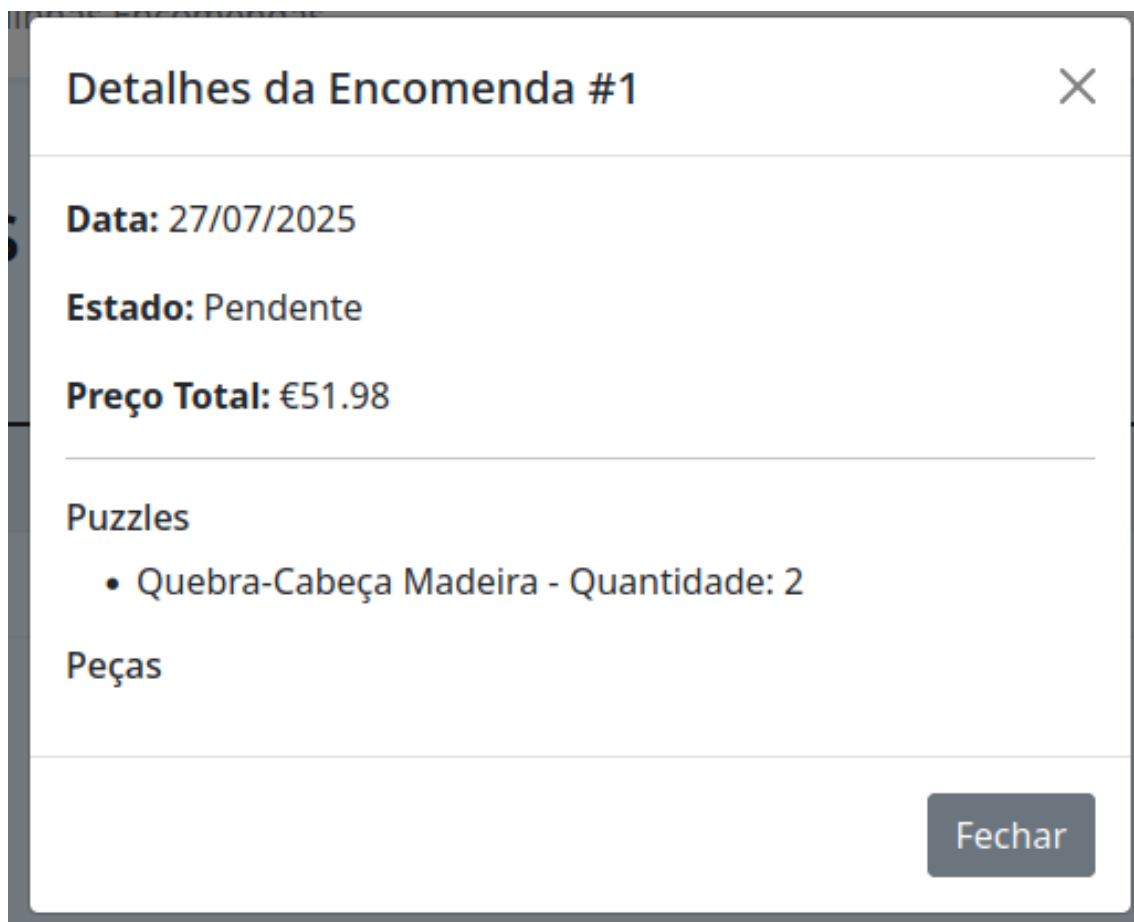 Detalhes da Encomenda #1
Data: 27/07/2025
Estado: Pendente
Preço Total: €51.98
Puzzles
• Quebra-Cabeça Madeira - Quantidade: 2
Peças
Fechar